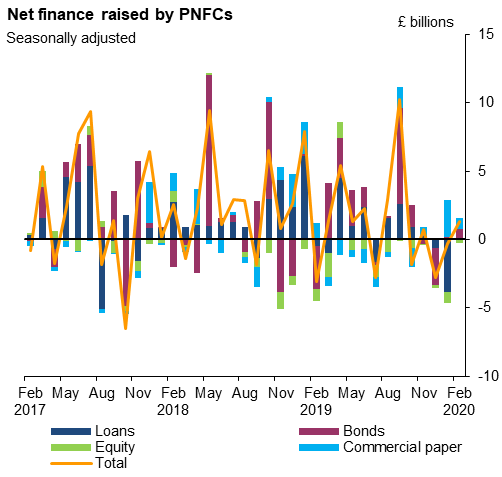 Net finance raised by PNFCs
£ billions
Seasonally adjusted
15
10
5
0
-5
-10
Feb May Aug Nov Feb May Aug Nov Feb May Aug Nov Feb
2017 2018 2019 2020
Loans Bonds
Equity Commercial paper
Total